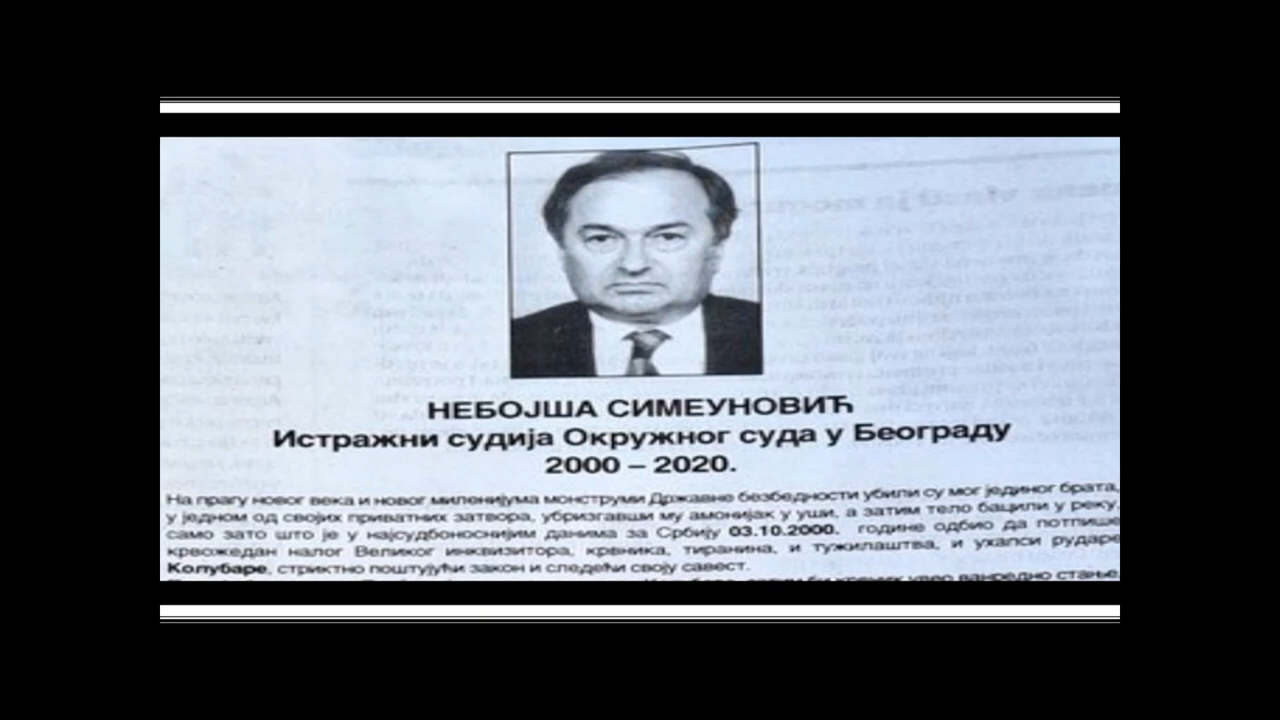 НЕБОЈША СИМЕУНОВИЋ
Истражни судија Окружног суда у Београду
2000 – 2020.
На прагу новог века и новог миленијума монструми Државне безбедности убили су мог јединог брата,
у једном од својих приватних затвора, убризгавши му амонијак у уши, а затим тело бацили у реку,
само зато што је у најсудбоноснијим данима за Србију 03.10.2000. године одбио да потпише
крвожедан налог Великог инквизитора, крвника, тиранина, и тужилаштва, и ухапси рударе
Колубаре, стриктно поштујући закон и следећи своју савест.
ванредно стање